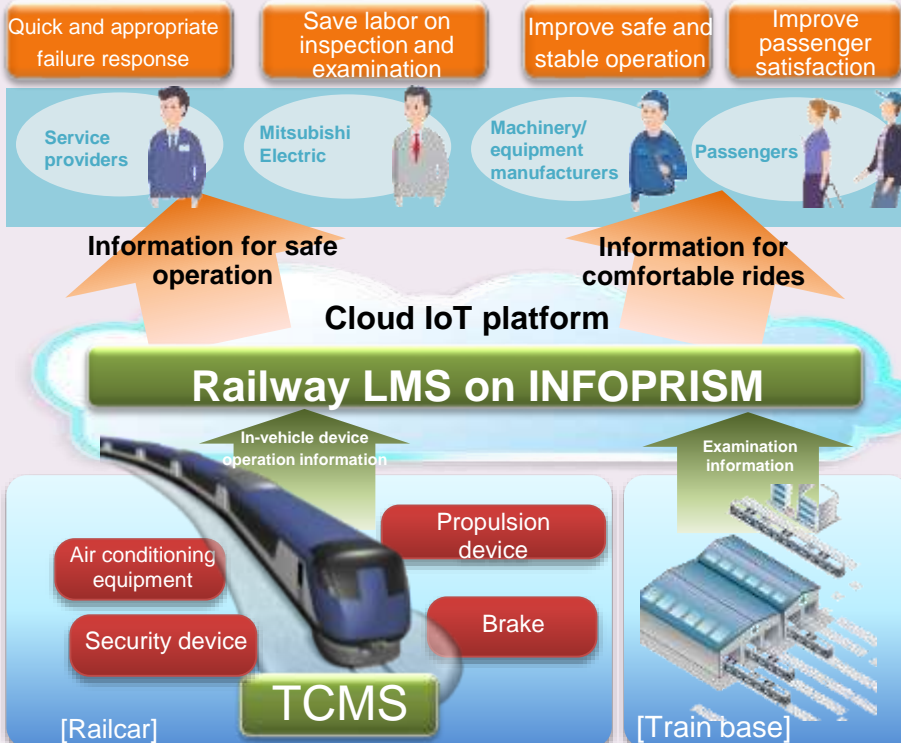 Quick and appropriate
failure response
Save labor on
inspection and
examination
Improve safe and
stable operation
Improve
passenger
satisfaction
Service
providers
Mitsubishi
Electric
Machinery/
equipment
manufacturers
Passengers
Information for safe
operation
Information for
comfortable rides
Cloud IoT platform
Railway LMS on INFOPRISM
In-vehicle device
operation information
Examination
information
Propulsion
device
Air conditioning
equipment
Security device
Brake
TCMS
[Railcar]
[Train base]